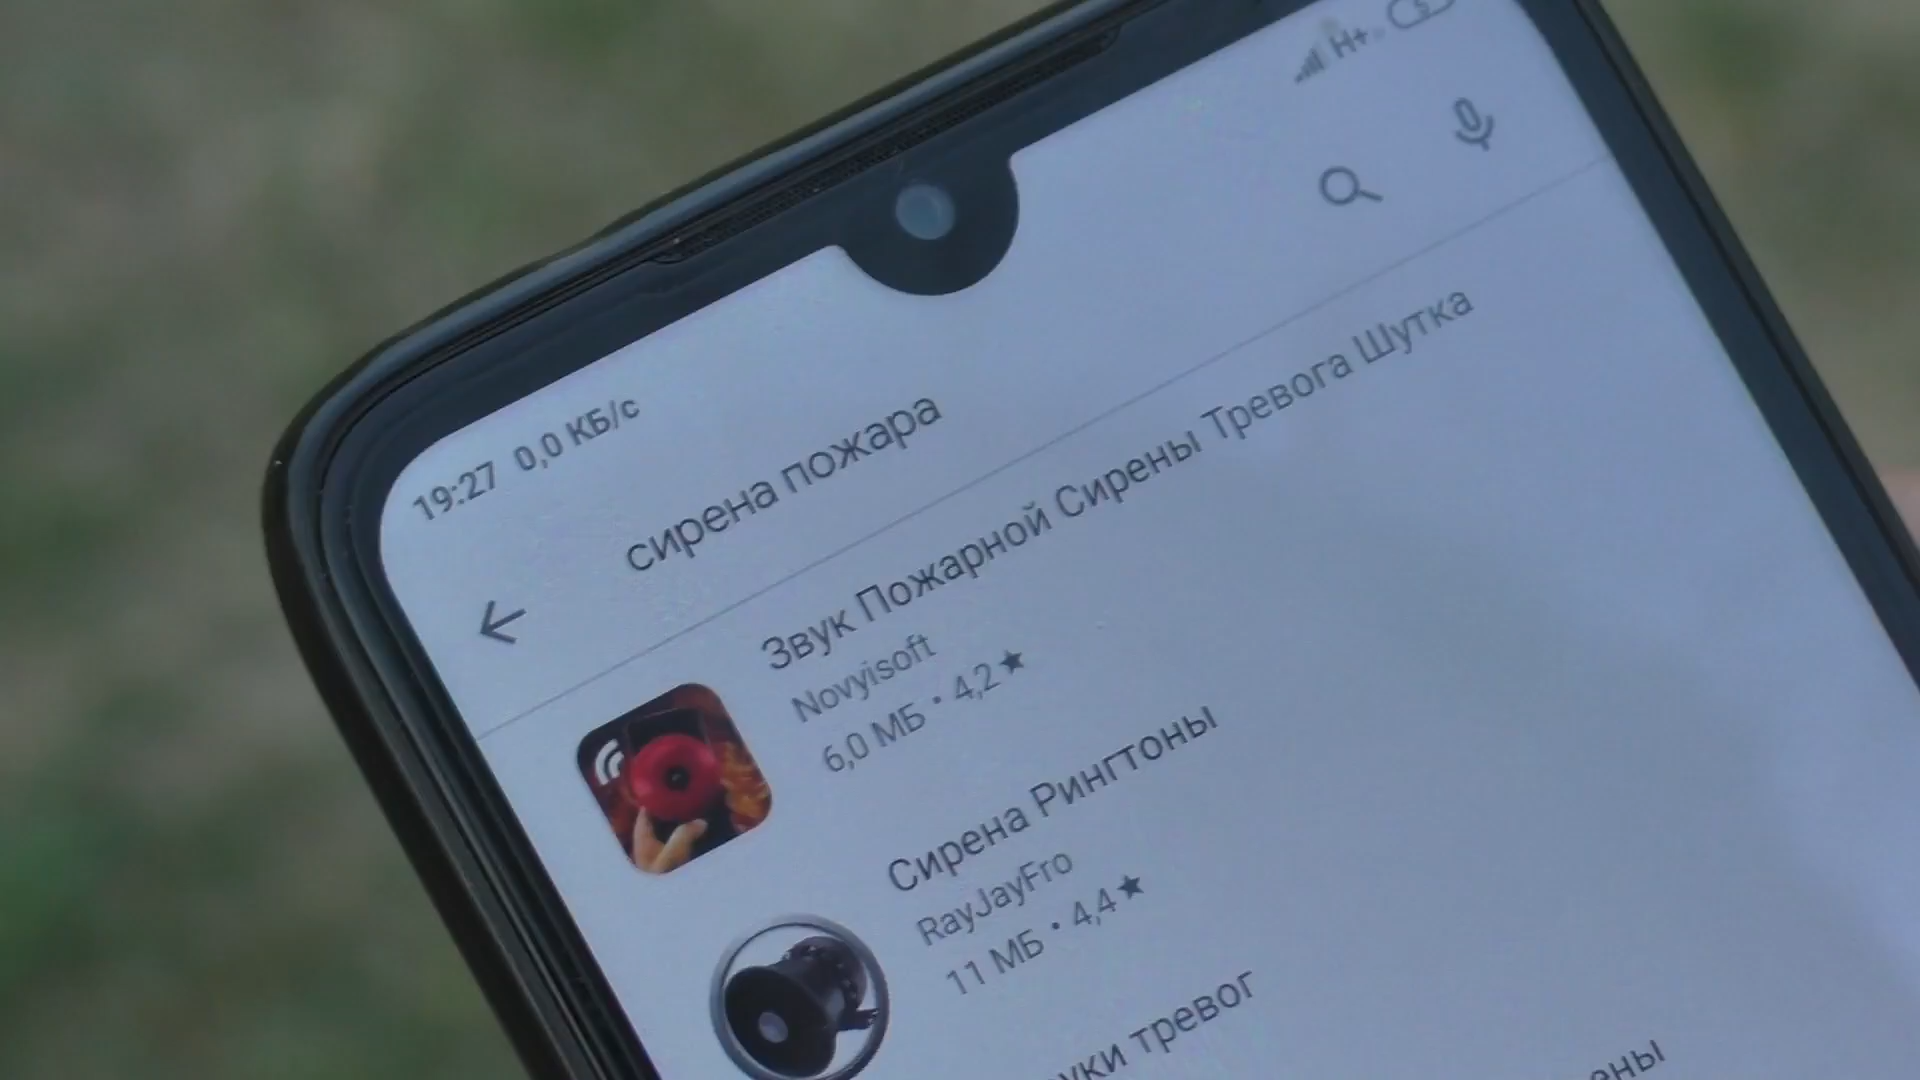 19:27 0,0 КБ/с H+ 5
сирена пожара
Звук Пожарной Сирены Тревога Шутка
Novyisoft
6,0 МБ • 4,2 ★
Сирена Рингтоны
RayJayFro
11 МБ • 4,4 ★
тревог